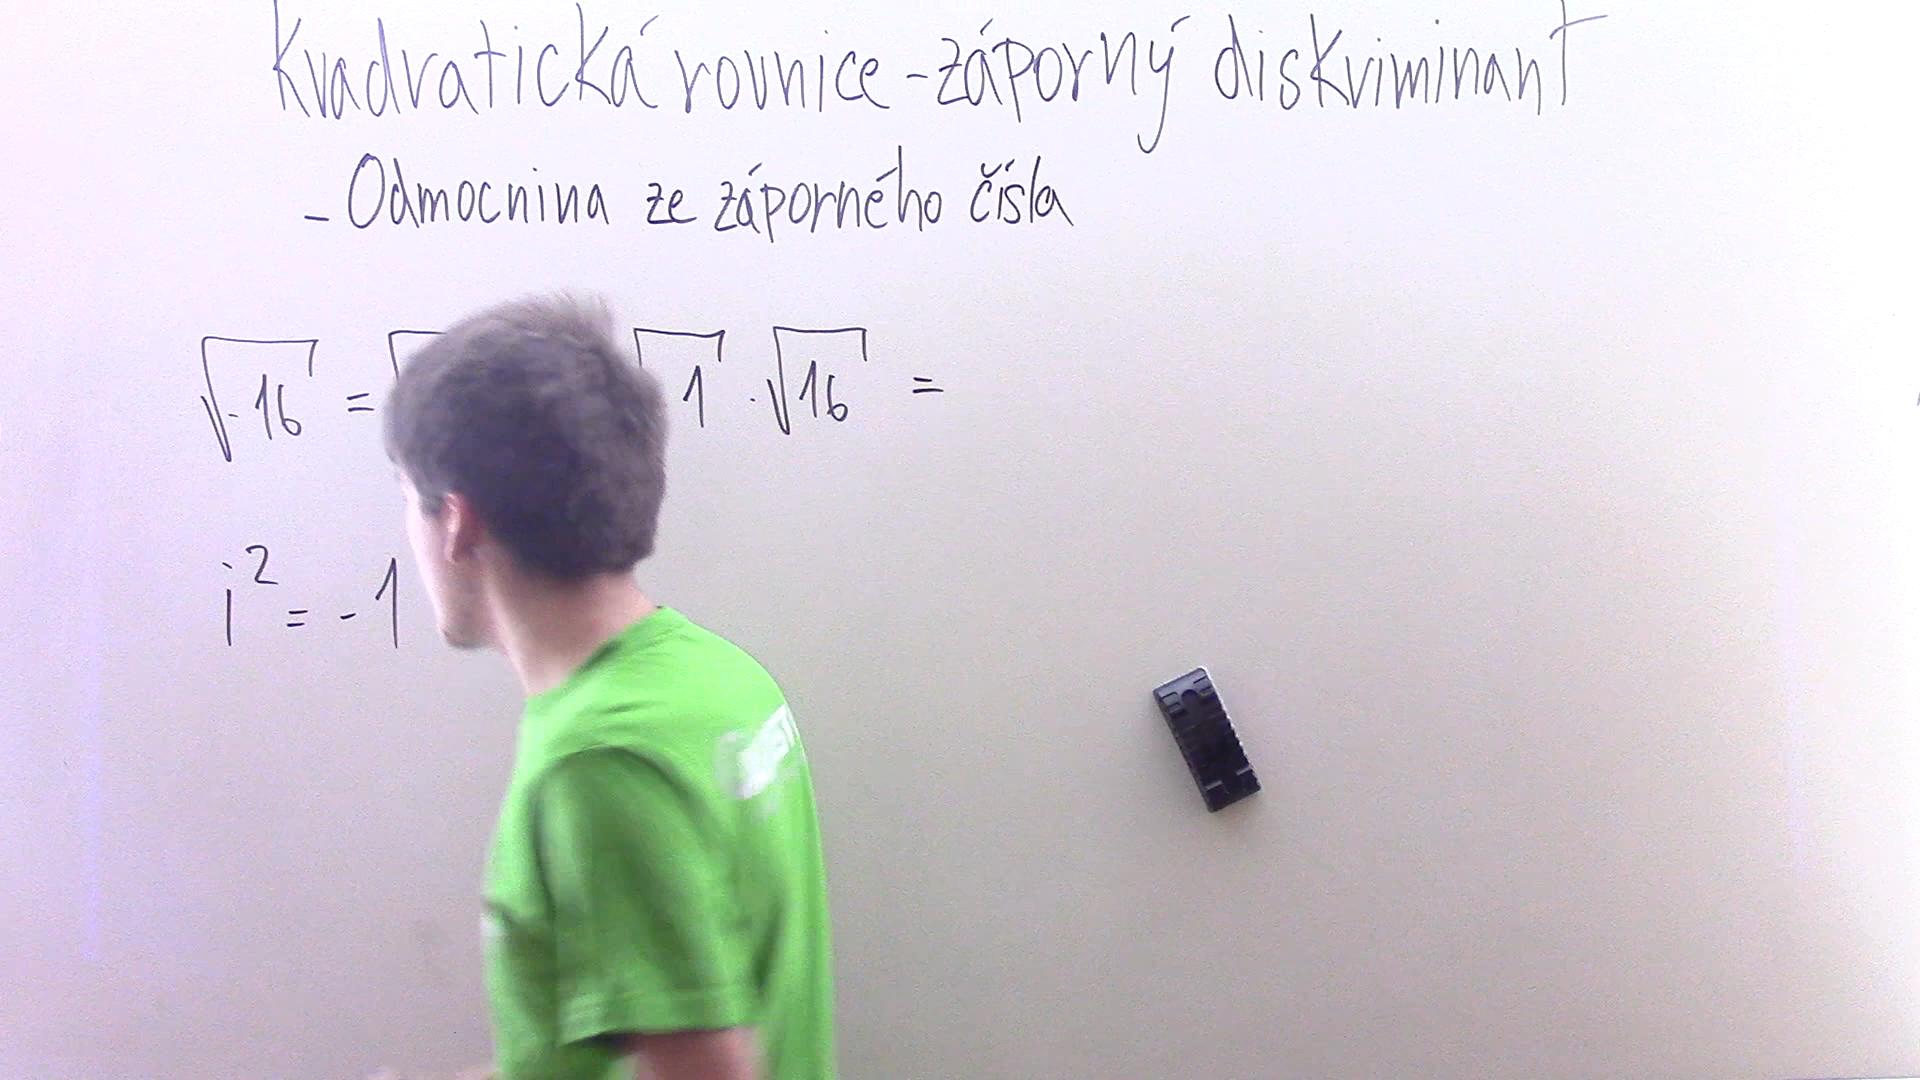 Kvadratická rovnice - záporný diskriminant
- Odmocnina ze záporného čísla
√-16 = √ 1 · √16 =
i² = -1